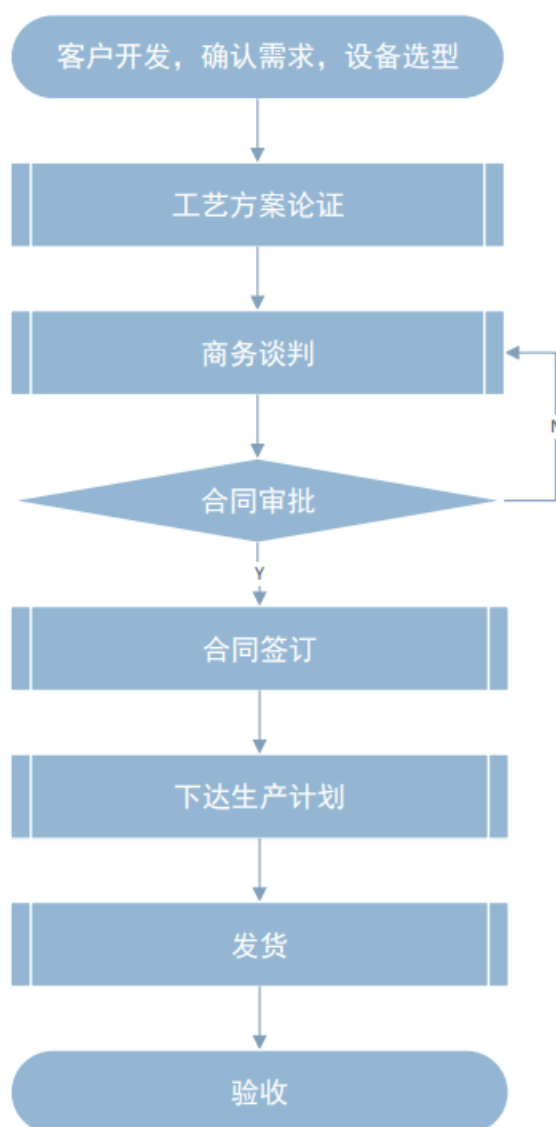 客户开发，确认需求，设备选型
工艺方案论证
商务谈判
N
合同审批
Y
合同签订
下达生产计划
发货
验收